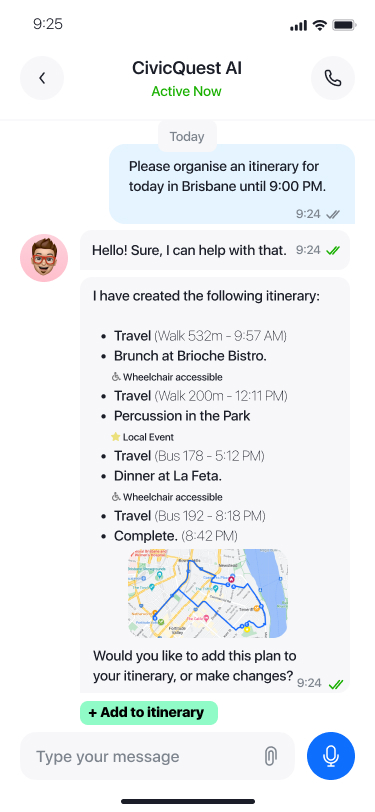 9:25
CivicQuest AI
Active Now
Today
Please organise an itinerary for
today in Brisbane until 9:00 PM.
9:24
Hello! Sure, I can help with that. 9:24
I have created the following itinerary:
• Travel (Walk 532m - 9:57 AM)
• Brunch at Brioche Bistro.
Wheelchair accessible
• Travel (Walk 200m - 12:11 PM)
• Percussion in the Park
Local Event
• Travel (Bus 178 - 5:12 PM)
• Dinner at La Feta.
Wheelchair accessible
• Travel (Bus 192 - 8:18 PM)
• Complete. (8:42 PM)
Fortitude
Valley
Would you like to add this plan to
your itinerary, or make changes? 9:24
+ Add to itinerary
Type your message